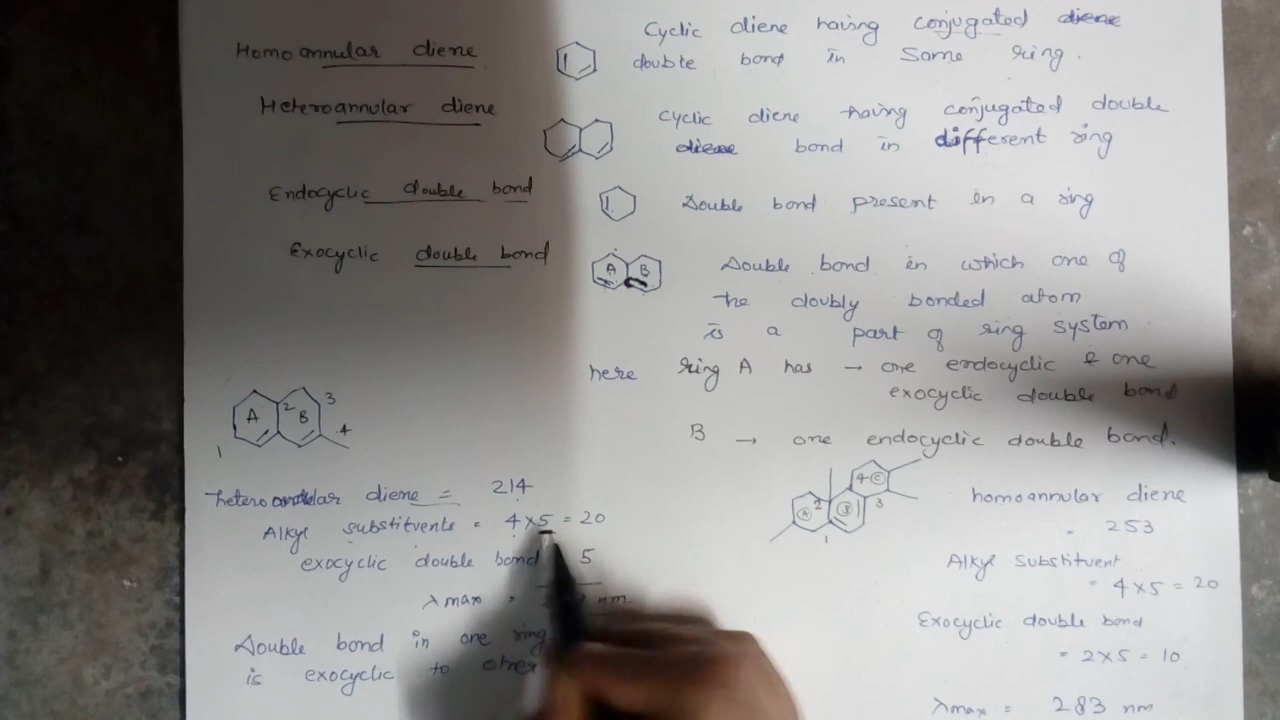 Homoannular diene
Cyclic diene having conjugated diene
double bond in same ring.
Heteroannular diene
cyclic diene having conjugated double
diene bond in different ring
Endocyclic double bond
Double bond present in a ring
Exocyclic double bond
A B
Double bond in which one of
the doubly bonded atom
is a part of ring system
here ring A has → one endocyclic & one
exocyclic double bond
B → one endocyclic double bond.
A B 1 2 3 4
heteroannular diene = 214
Alkyl substituents = 4×5 = 20
exocyclic double bond 5
λmax = nm
Double bond in one ring
is exocyclic to other
A B C 1 2 3 4
homoannular diene
= 253
Alkyl substituent
= 4×5 = 20
Exocyclic double bond
= 2×5 = 10
λmax = 283 nm